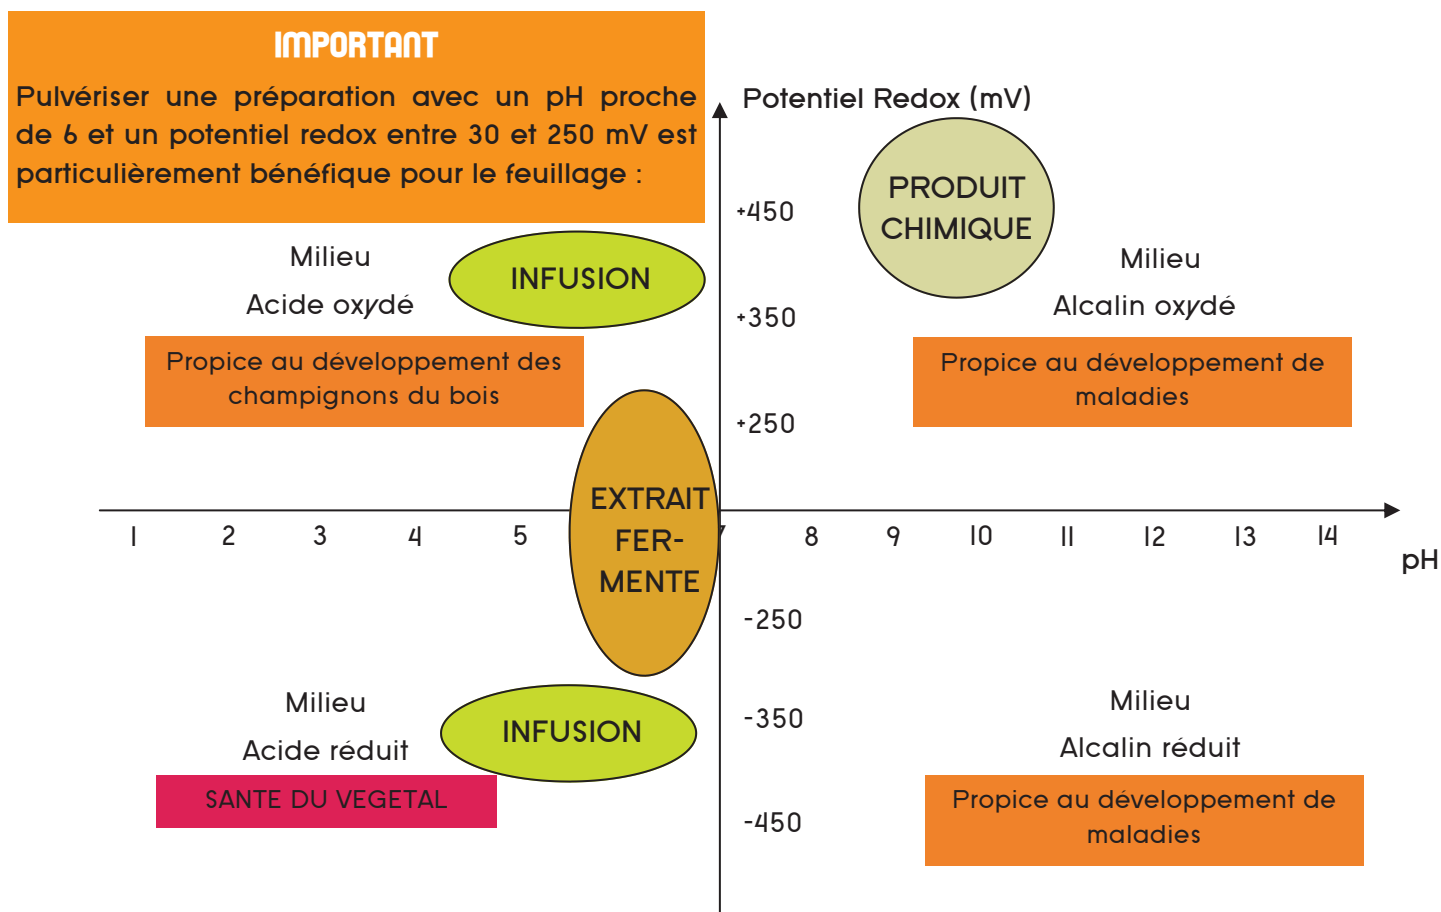 IMPORTANT
Pulvériser une préparation avec un pH proche
de 6 et un potentiel redox entre 30 et 250 mV est
particulièrement bénéfique pour le feuillage :
Potentiel Redox (mV)
PRODUIT
CHIMIQUE
+450
Milieu
Acide oxydé
INFUSION
Milieu
Alcalin oxydé
+350
Propice au développement des
champignons du bois
Propice au développement de
maladies
+250
EXTRAIT
FER-
MENTE
1 2 3 4 5 7 8 9 10 11 12 13 14
pH
-250
Milieu
Acide réduit
INFUSION
-350
Milieu
Alcalin réduit
SANTE DU VEGETAL
-450
Propice au développement de
maladies